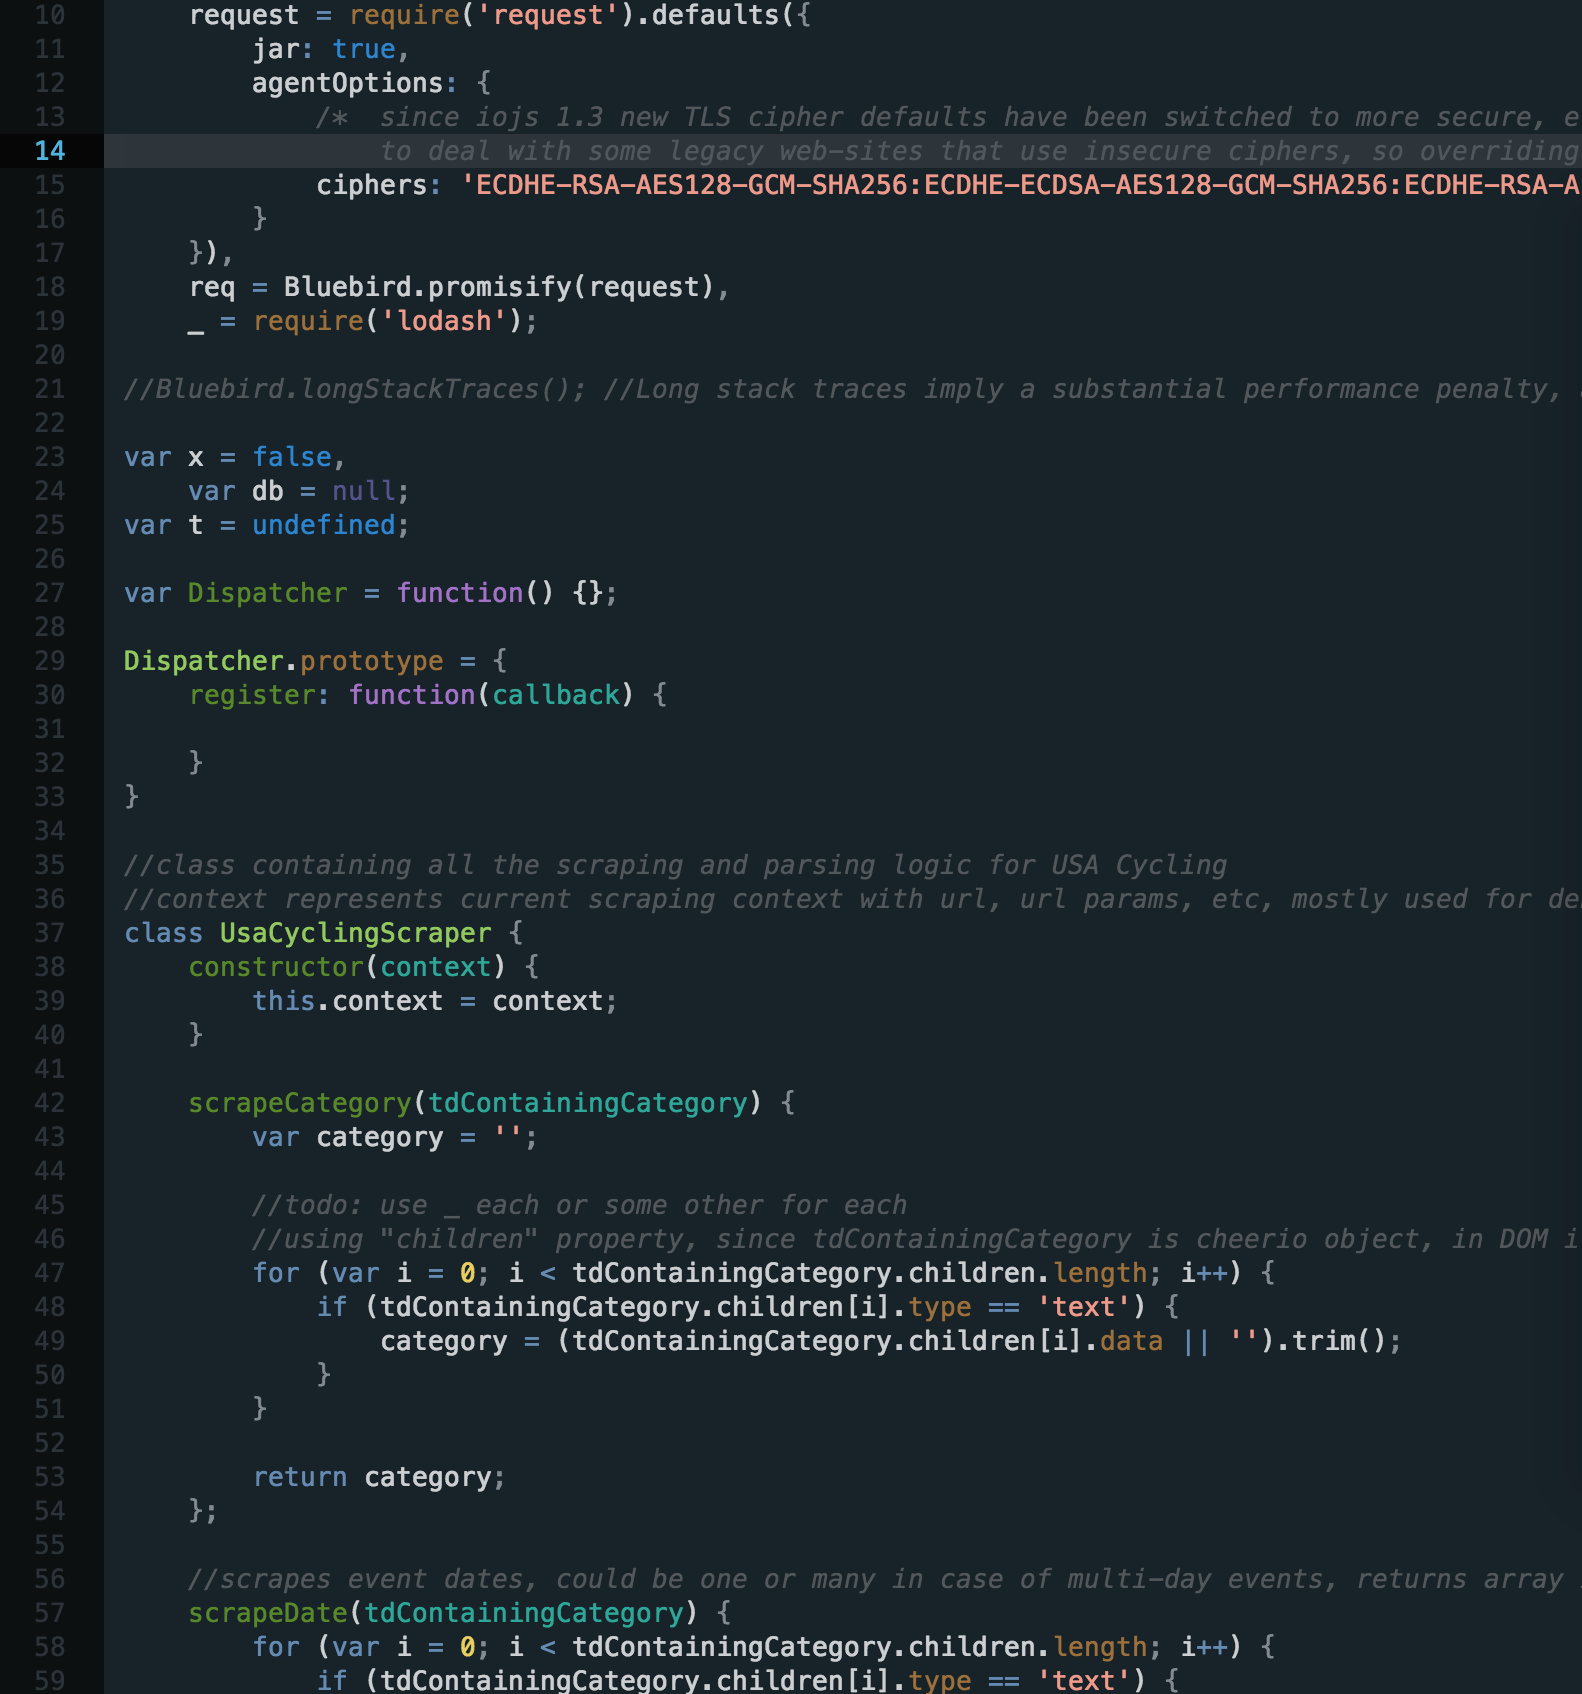 10 request = require('request').defaults({
11 jar: true,
12 agentOptions: {
13 /* since iojs 1.3 new TLS cipher defaults have been switched to more secure, e
14 to deal with some legacy web-sites that use insecure ciphers, so overriding
15 ciphers: 'ECDHE-RSA-AES128-GCM-SHA256:ECDHE-ECDSA-AES128-GCM-SHA256:ECDHE-RSA-A
16 }
17 }),
18 req = Bluebird.promisify(request),
19 _ = require('lodash');
20
21 //Bluebird.longStackTraces(); //Long stack traces imply a substantial performance penalty,
22
23 var x = false,
24 var db = null;
25 var t = undefined;
26
27 var Dispatcher = function() {};
28
29 Dispatcher.prototype = {
30 register: function(callback) {
31
32 }
33 }
34
35 //class containing all the scraping and parsing logic for USA Cycling
36 //context represents current scraping context with url, url params, etc, mostly used for de
37 class UsaCyclingScraper {
38 constructor(context) {
39 this.context = context;
40 }
41
42 scrapeCategory(tdContainingCategory) {
43 var category = '';
44
45 //todo: use _ each or some other for each
46 //using "children" property, since tdContainingCategory is cheerio object, in DOM i
47 for (var i = 0; i < tdContainingCategory.children.length; i++) {
48 if (tdContainingCategory.children[i].type == 'text') {
49 category = (tdContainingCategory.children[i].data || '').trim();
50 }
51 }
52
53 return category;
54 };
55
56 //scrapes event dates, could be one or many in case of multi-day events, returns array
57 scrapeDate(tdContainingCategory) {
58 for (var i = 0; i < tdContainingCategory.children.length; i++) {
59 if (tdContainingCategory.children[i].type == 'text') {